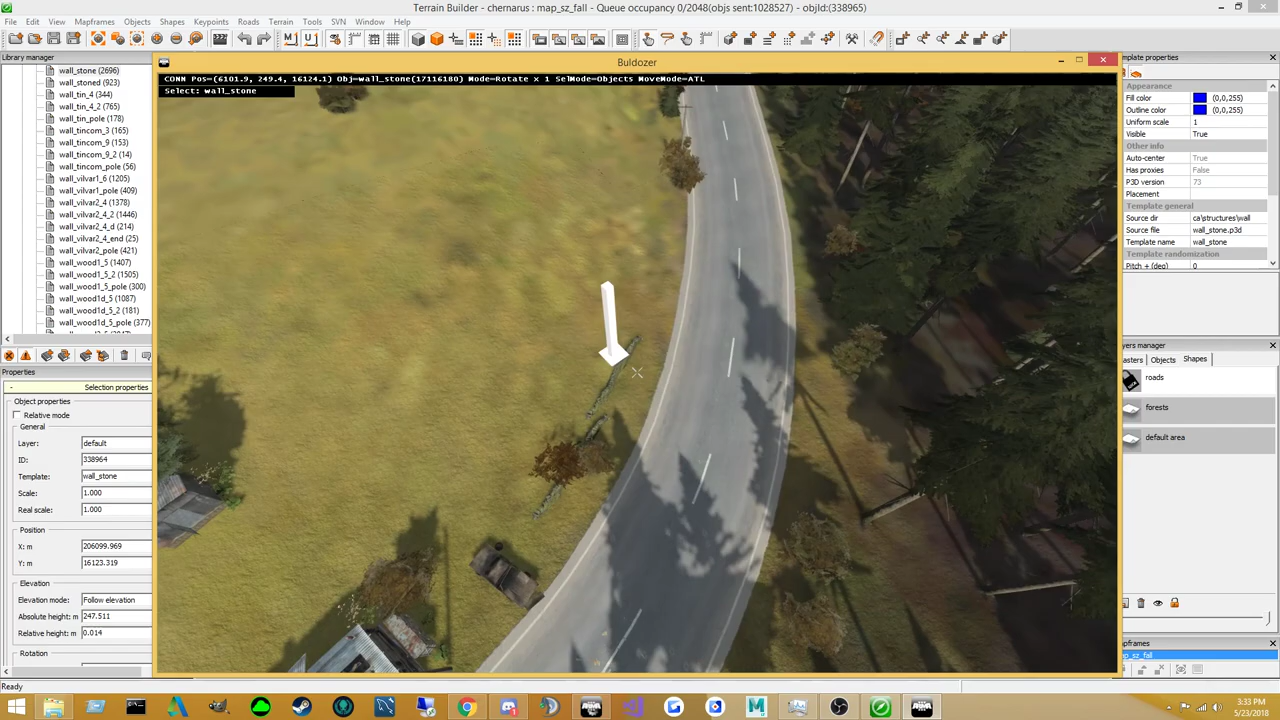 Terrain Builder - chernarus : map_sz_fall - Queue occupancy 0/2048(objs sent:1028527) - objId:(338965)
File Edit View Mapframes Objects Shapes Keypoints Roads Terrain Tools SVN Window Help
Library manager
wall_stone (2696)
wall_stoned (923)
wall_tin_4 (344)
wall_tin_4_2 (765)
wall_tin_pole (178)
wall_tincom_3 (165)
wall_tincom_9 (123)
wall_tincom_9_2 (14)
wall_tincom_pole (56)
wall_vilvar1_6 (1205)
wall_vilvar1_pole (409)
wall_vilvar2_4 (1378)
wall_vilvar2_4_2 (1446)
wall_vilvar2_4_d (214)
wall_vilvar2_4_end (25)
wall_vilvar2_pole (421)
wall_wood1_5 (1407)
wall_wood1_5_2 (1505)
wall_wood1_5_pole (300)
wall_wood1d_5 (1087)
wall_wood1d_5_2 (181)
wall_wood1d_5_pole (377)
Properties
Selection properties
Object properties
Relative mode
General
Layer: default
ID: 338964
Template: wall_stone
Scale: 1.000
Real scale: 1.000
Position
X: m 206099.969
Y: m 16123.319
Elevation
Elevation mode: Follow elevation
Absolute height: m 247.511
Relative height: m 0.014
Rotation
Ready
Buldozer
CONN Pos=(6101.9, 249.4, 16124.1) Obj=wall_stone(17116180) Mode=Rotate x 1 SelMode=Objects MoveMode=ATL
Select: wall_stone
Template properties
Appearance
Fill color (0,0,255)
Outline color (0,0,255)
Uniform scale 1
Visible True
Other info
Auto-center True
Has proxies False
P3D version 73
Placement
Template general
Source dir ca\structures\wall
Source file wall_stone.p3d
Template name wall_stone
Template randomization
Pitch + (deg) 0
Layers manager
Objects Shapes
roads
forests
default area
map_sz_fall
3:33 PM
5/23/2018